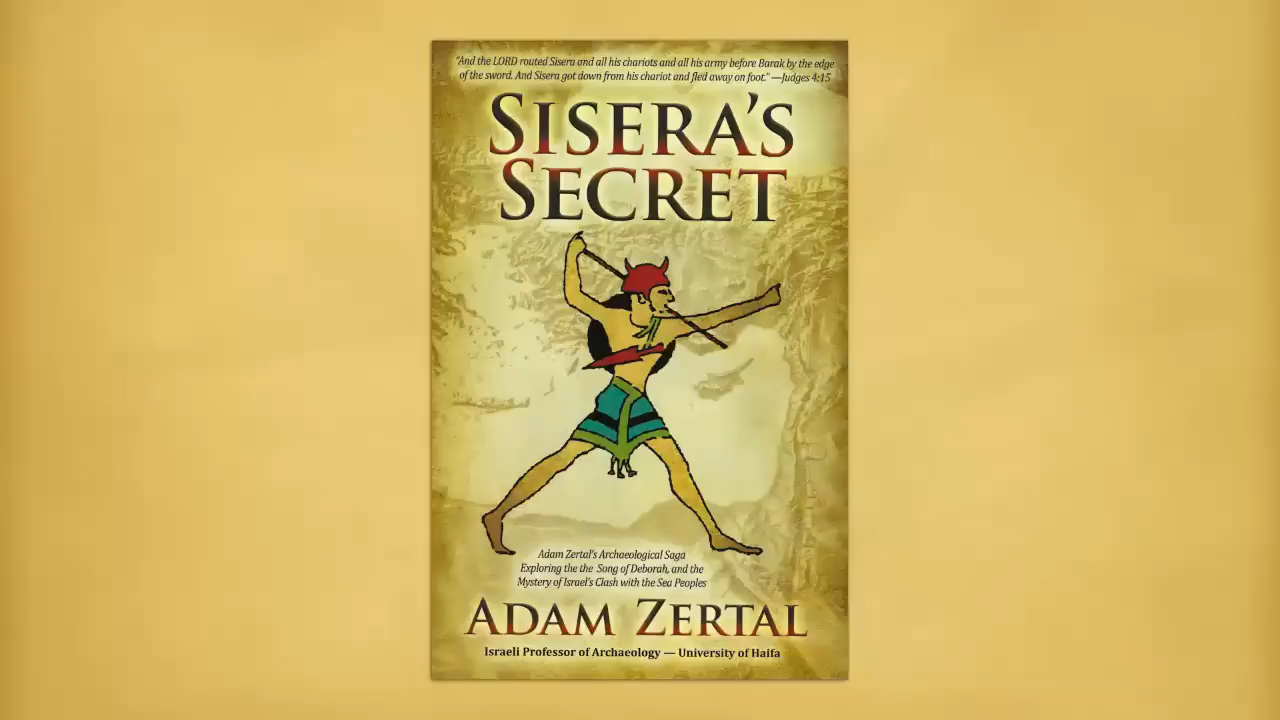 "And the LORD routed Sisera and all his chariots and all his army before Barak by the edge
of the sword. And Sisera got down from his chariot and fled away on foot." —Judges 4:15
SISERA'S
SECRET
Adam Zertal's Archaeological Saga
Exploring the the Song of Deborah, and the
Mystery of Israel's Clash with the Sea Peoples
ADAM ZERTAL
Israeli Professor of Archaeology — University of Haifa